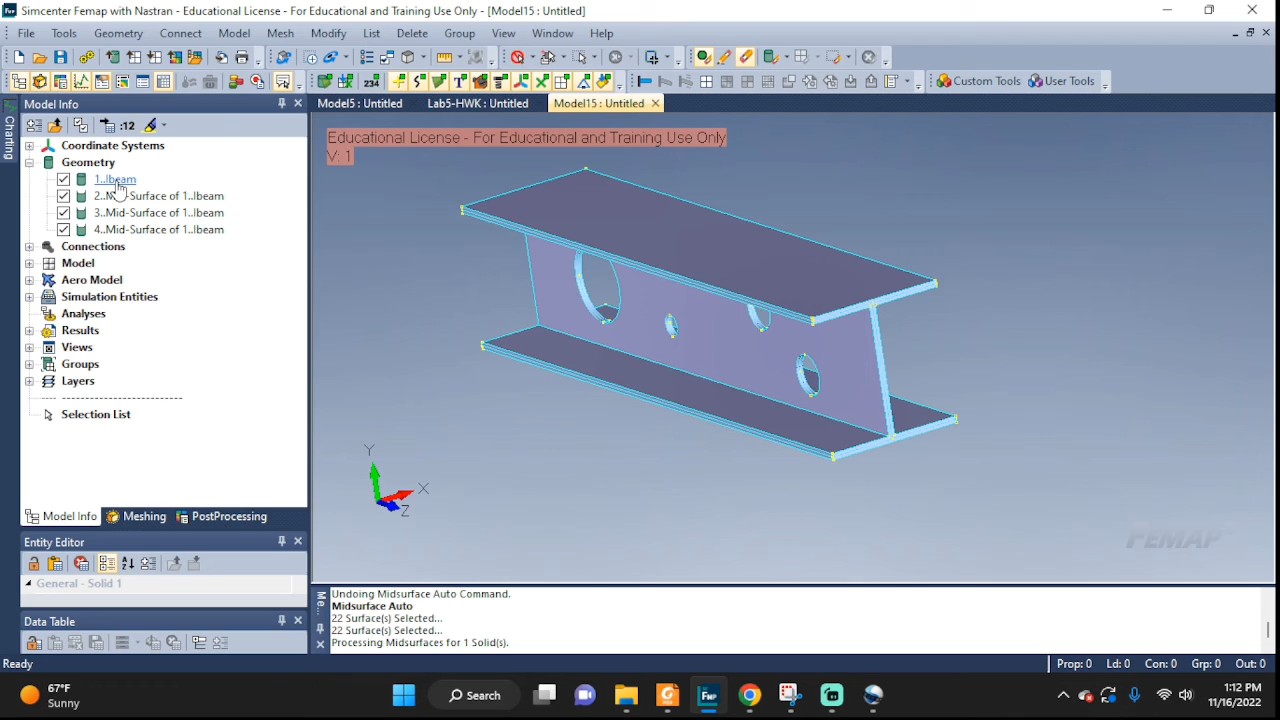 Simcenter Femap with Nastran - Educational License - For Educational and Training Use Only - [Model15 : Untitled]
File Tools Geometry Connect Model Mesh Modify List Delete Group View Window Help
234 Custom Tools User Tools
Model Info
Model5 : Untitled Lab5-HWK : Untitled Model15 : Untitled
Charting
:12
Educational License - For Educational and Training Use Only
V: 1
Coordinate Systems
Geometry
1..Ibeam
2..M -Surface of 1..Ibeam
3..Mid-Surface of 1..Ibeam
4..Mid-Surface of 1..Ibeam
Connections
Model
Aero Model
Simulation Entities
Analyses
Results
Views
Groups
Layers
Selection List
Y
X
Z
FEMAP
Model Info Meshing PostProcessing
Entity Editor
General - Solid 1
Data Table
Me...
Undoing Midsurface Auto Command.
Midsurface Auto
22 Surface(s) Selected...
22 Surface(s) Selected...
Processing Midsurfaces for 1 Solid(s).
Ready
Prop: 0 Ld: 0 Con: 0 Grp: 0 Out: 0
67°F
Sunny
Search
1:12 PM
11/16/2022